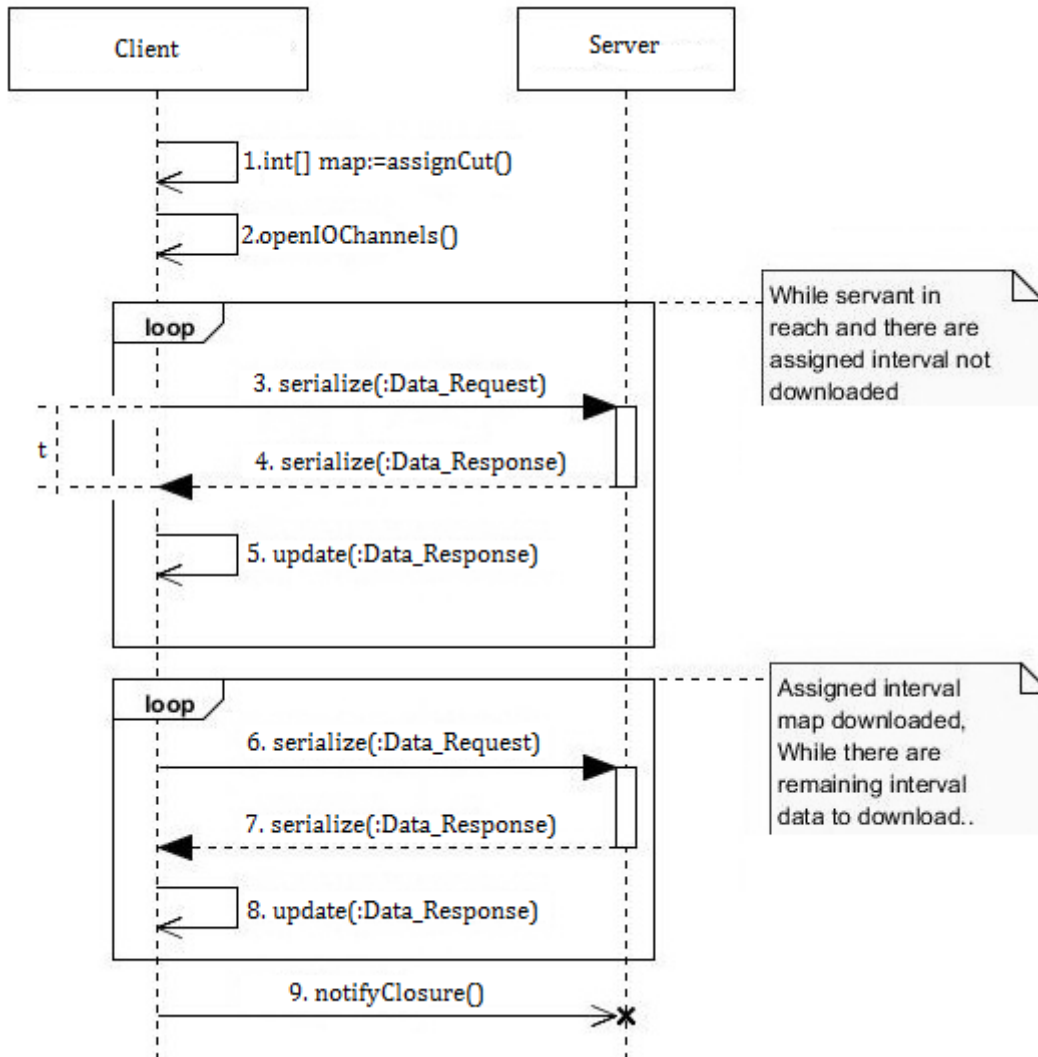 Client
Server
1.int[] map:=assignCut()
2.openIOChannels()
While servant in
reach and there are
assigned interval not
downloaded
loop
3. serialize(:Data_Request)
t
4. serialize(:Data_Response)
5. update(:Data_Response)
Assigned interval
map downloaded,
While there are
remaining interval
data to download..
loop
6. serialize(:Data_Request)
7. serialize(:Data_Response)
8. update(:Data_Response)
9. notifyClosure()